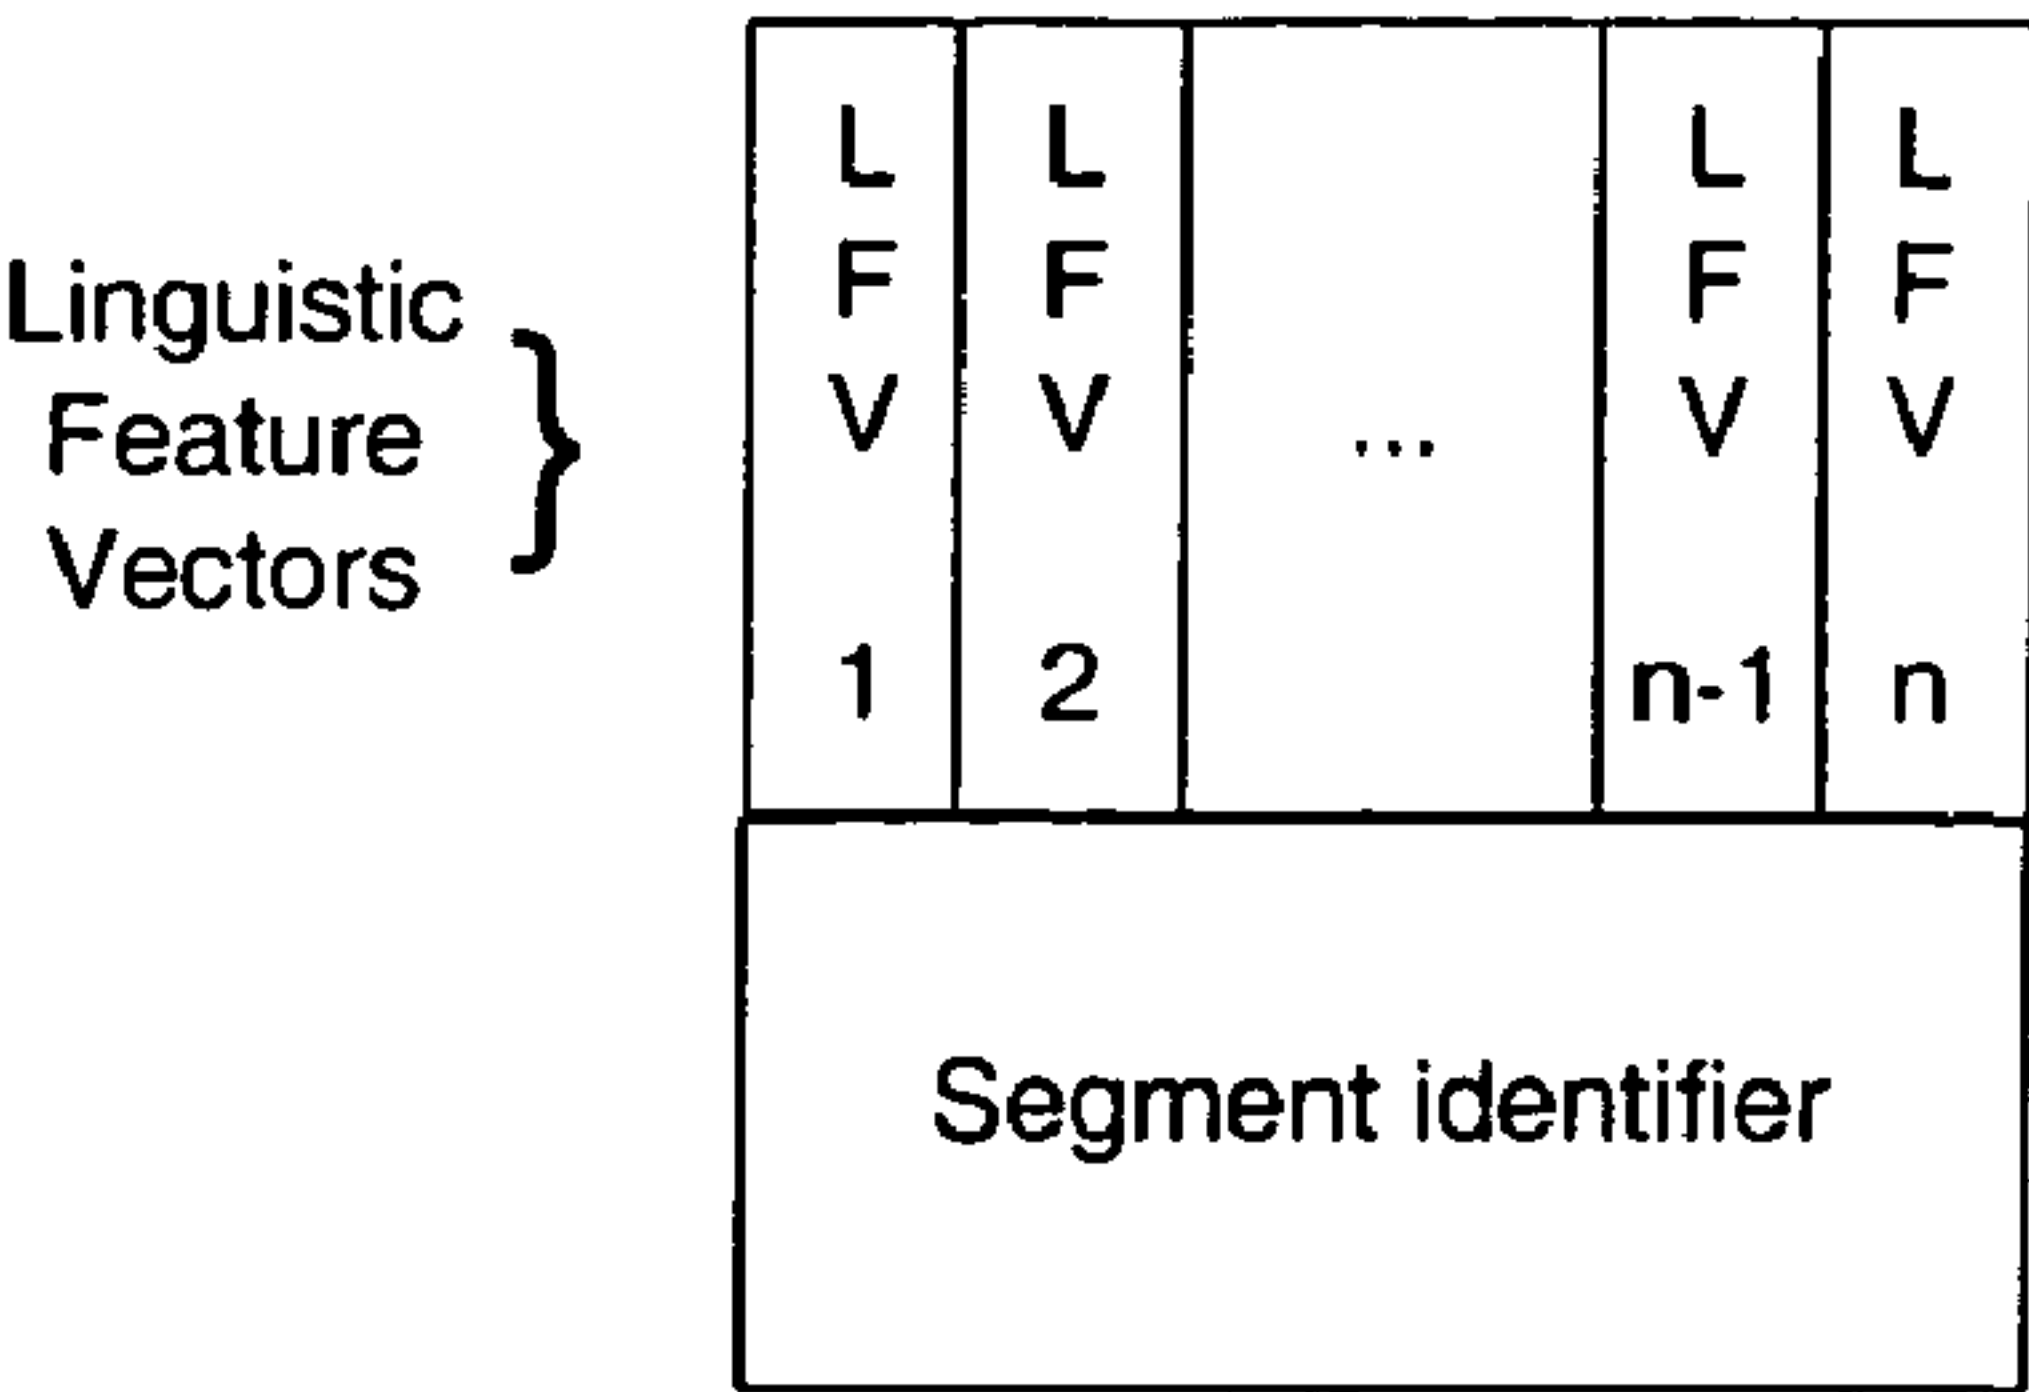 Linguistic
Feature
Vectors
L L L L
F F F F
V V ... V V
1 2 n-1 n
Segment identifier